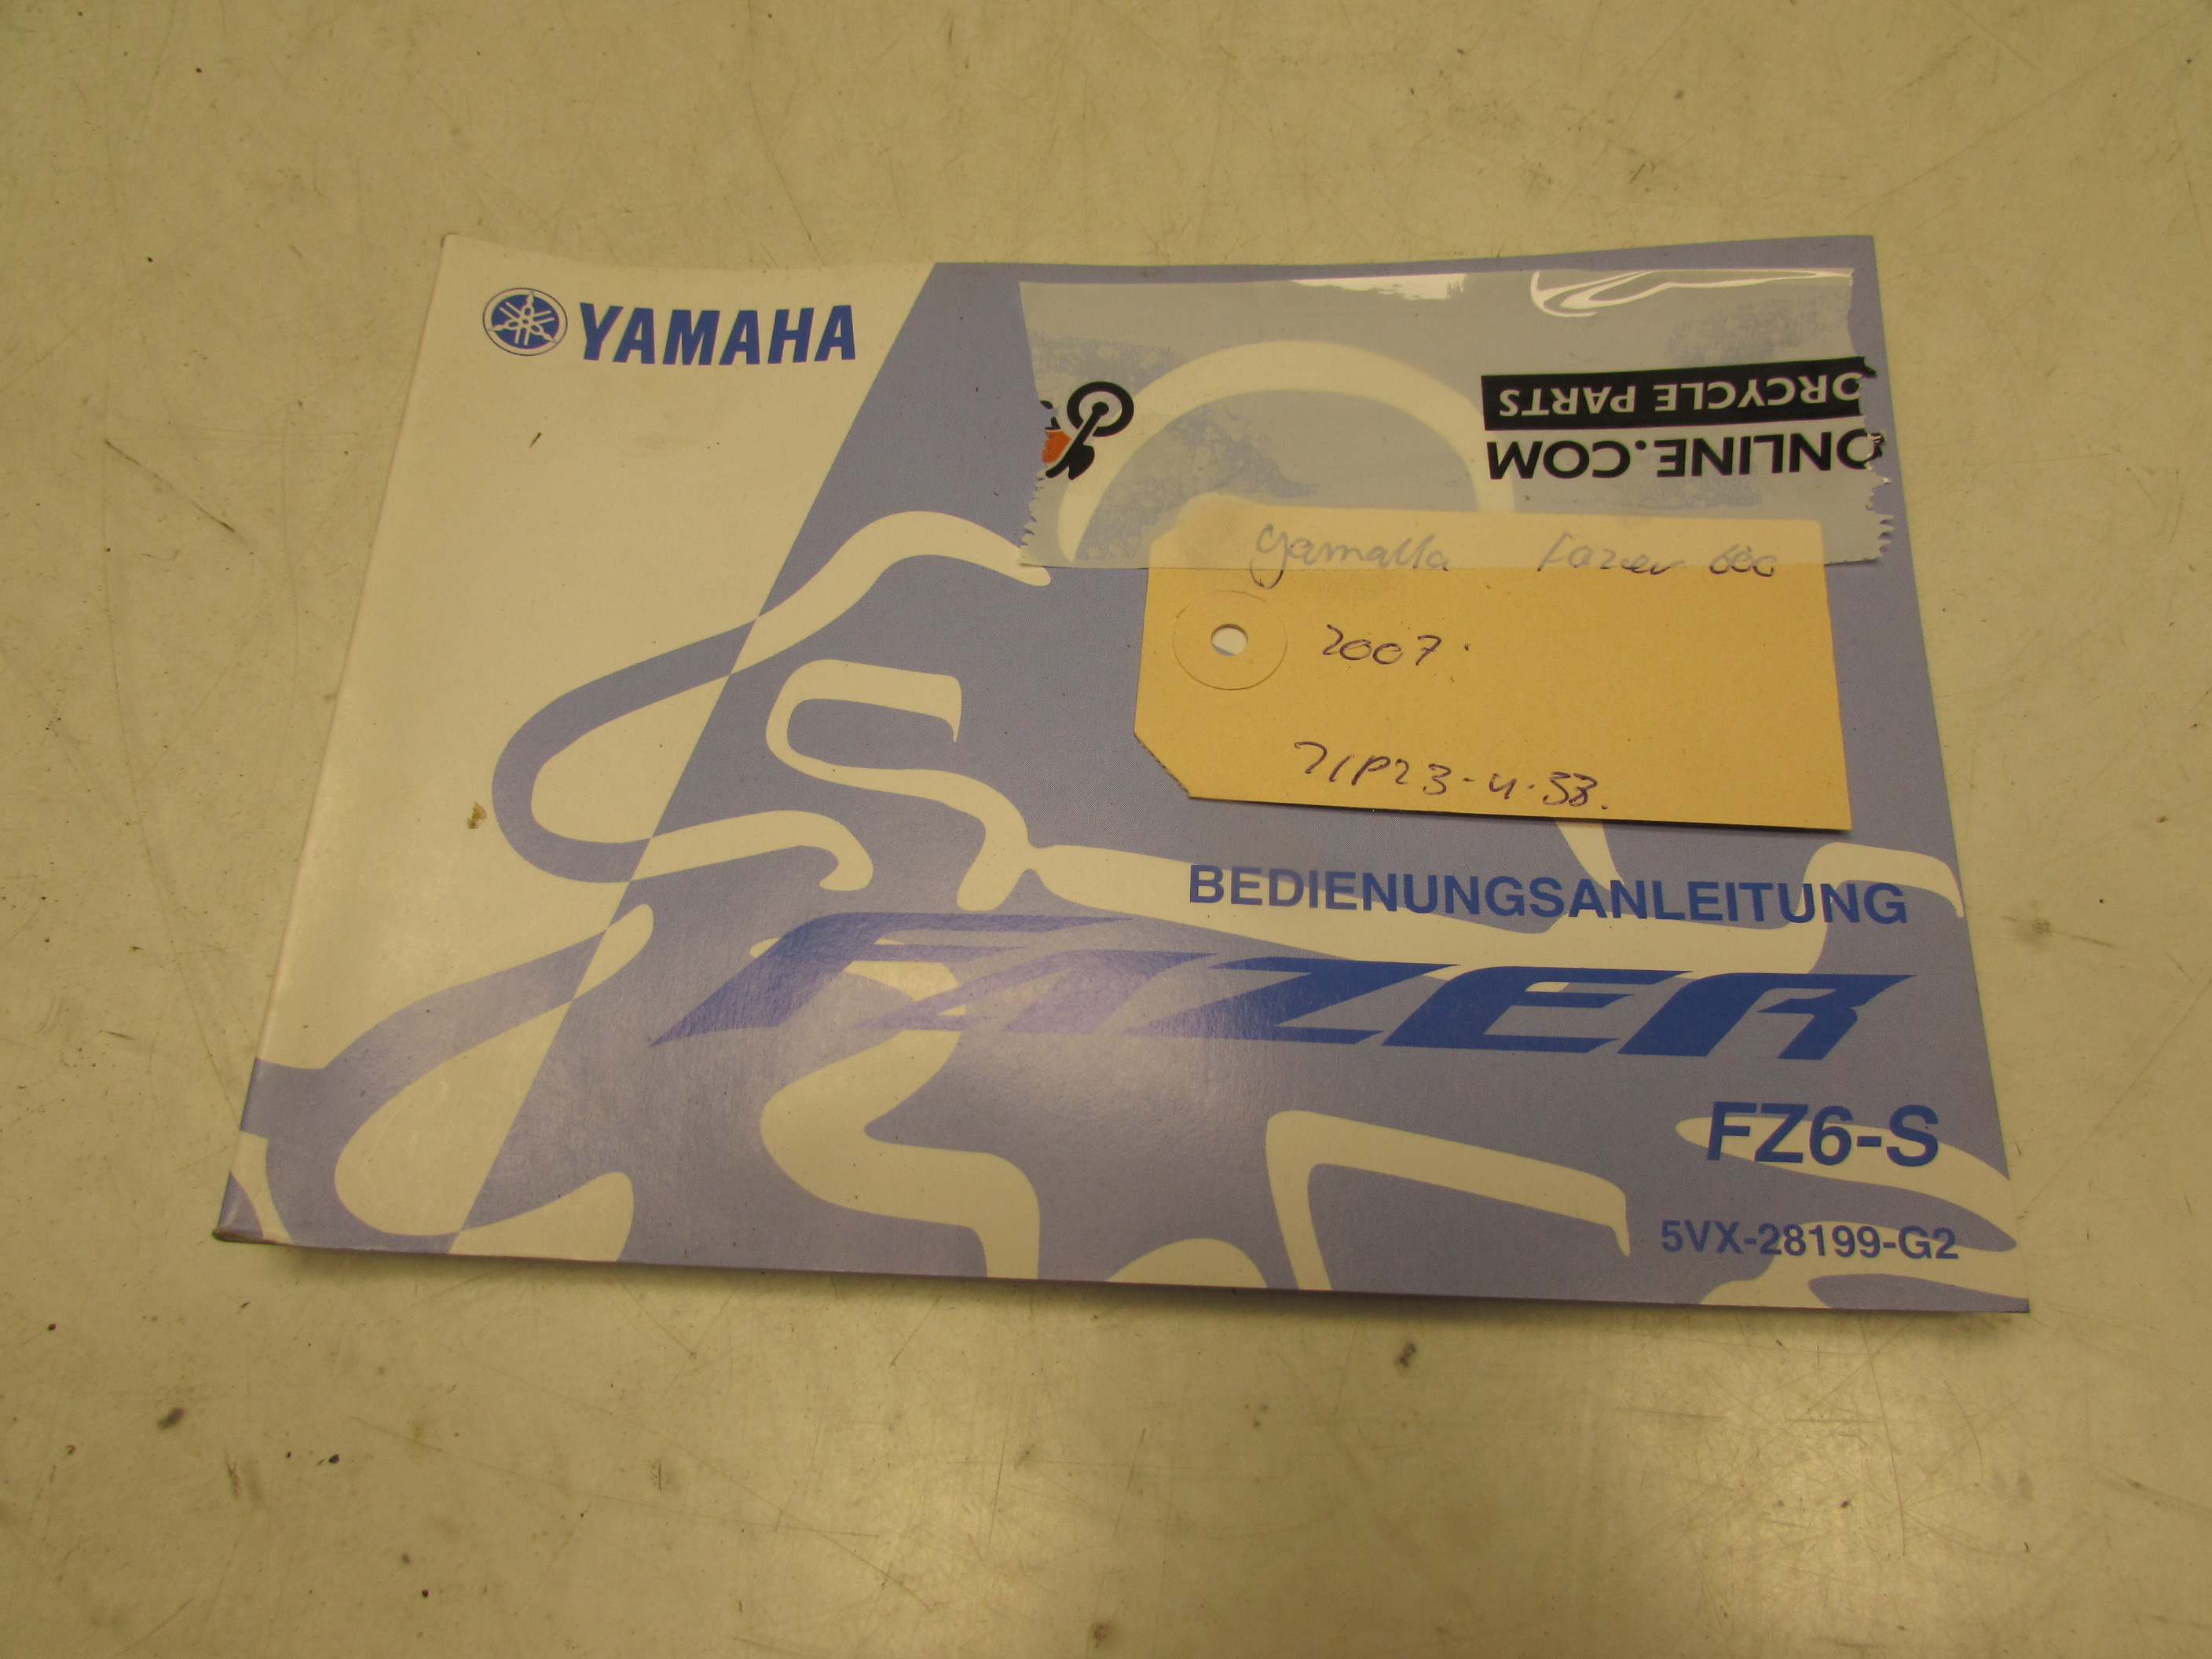 YAMAHA
ORCYCLE PARTS
ONLINE.COM
yamaha Fazer 600
2007.
71P23-4-38.
BEDIENUNGSANLEITUNG
FAZER
FZ6-S
5VX-28199-G2